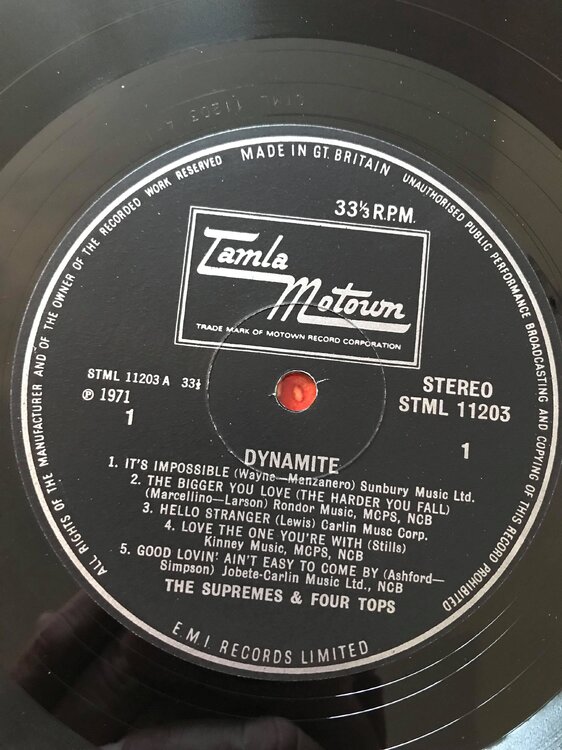 STML 11203 A
MADE IN GT. BRITAIN
UNAUTHORISED PUBLIC PERFORMANCE BROADCASTING AND COPYING OF THIS RECORD PROHIBITED
ALL RIGHTS OF THE MANUFACTURER AND OF THE OWNER OF THE RECORDED WORK RESERVED
33⅓ R.P.M.
Tamla
Motown
TRADE MARK OF MOTOWN RECORD CORPORATION
STML 11203 A 33⅓
℗ 1971
1
STEREO
STML 11203
1
DYNAMITE
1. IT'S IMPOSSIBLE (Wayne—Manzanero) Sunbury Music Ltd.
2. THE BIGGER YOU LOVE (THE HARDER YOU FALL)
(Marcellino—Larson) Rondor Music, MCPS, NCB
3. HELLO STRANGER (Lewis) Carlin Musc Corp.
4. LOVE THE ONE YOU'RE WITH (Stills)
Kinney Music, MCPS, NCB
5. GOOD LOVIN' AIN'T EASY TO COME BY (Ashford—
Simpson) Jobete-Carlin Music Ltd., NCB
THE SUPREMES & FOUR TOPS
E.M.I. RECORDS LIMITED